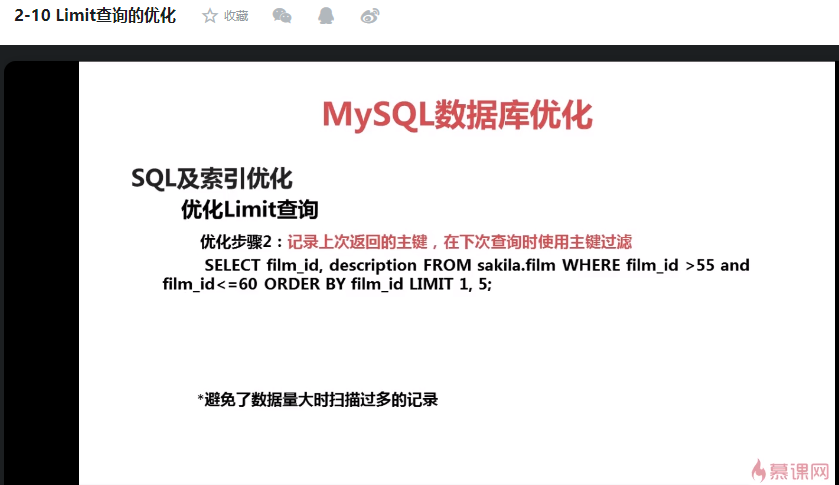 2-10 Limit查询的优化 收藏
MySQL数据库优化
SQL及索引优化
优化Limit查询
优化步骤2：记录上次返回的主键，在下次查询时使用主键过滤
SELECT film_id, description FROM sakila.film WHERE film_id >55 and
film_id<=60 ORDER BY film_id LIMIT 1, 5;
*避免了数据量大时扫描过多的记录
慕课网